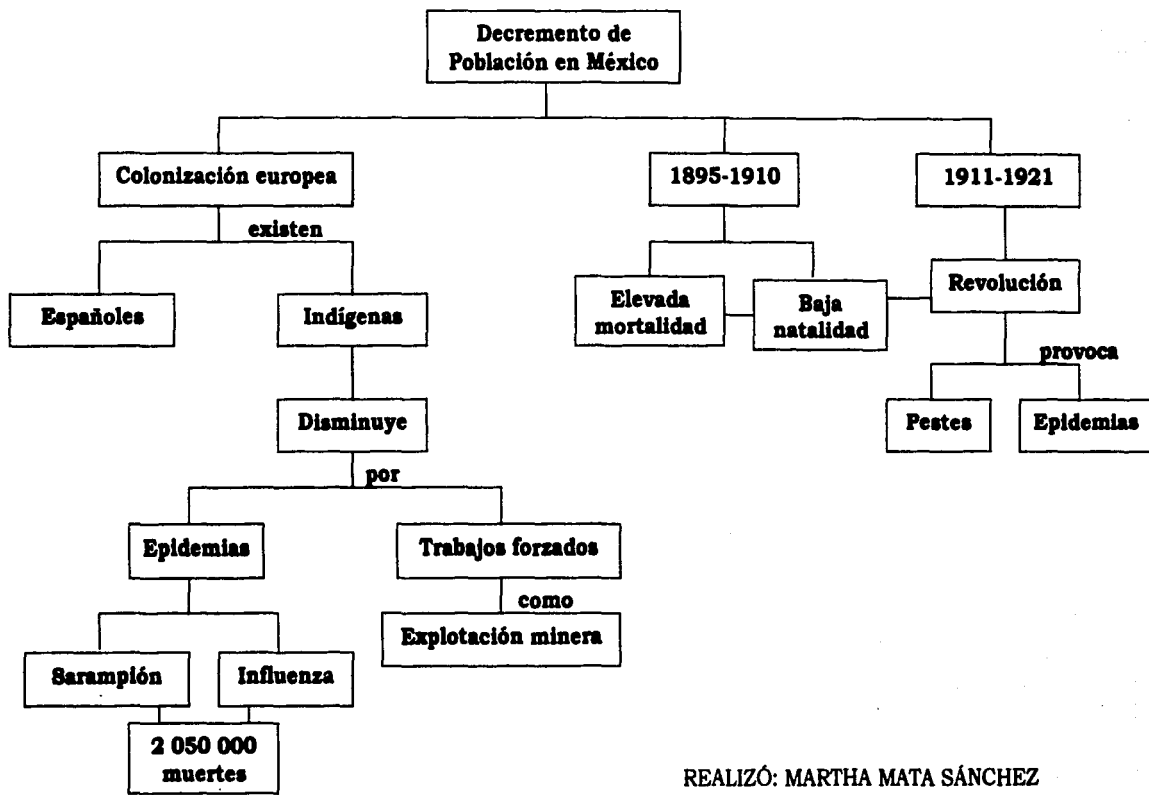 Decremento de
Población en México
Colonización europea
1895-1910
1911-1921
existen
Españoles
Indígenas
Elevada
mortalidad
Baja
natalidad
Revolución
provoca
Disminuye
Pestes
Epidemias
por
Epidemias
Trabajos forzados
como
Explotación minera
Sarampión
Influenza
2 050 000
muertes
REALIZÓ: MARTHA MATA SÁNCHEZ